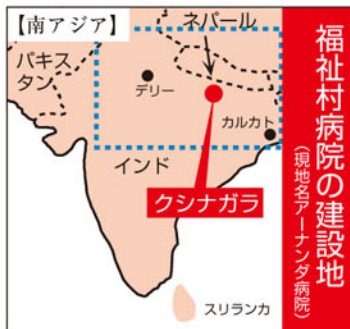 福祉村病院の建設地
（現地名アーナンダ病院）
【南アジア】
ネパール
パキス
タン
デリー
カルカト
インド
クシナガラ
スリランカ